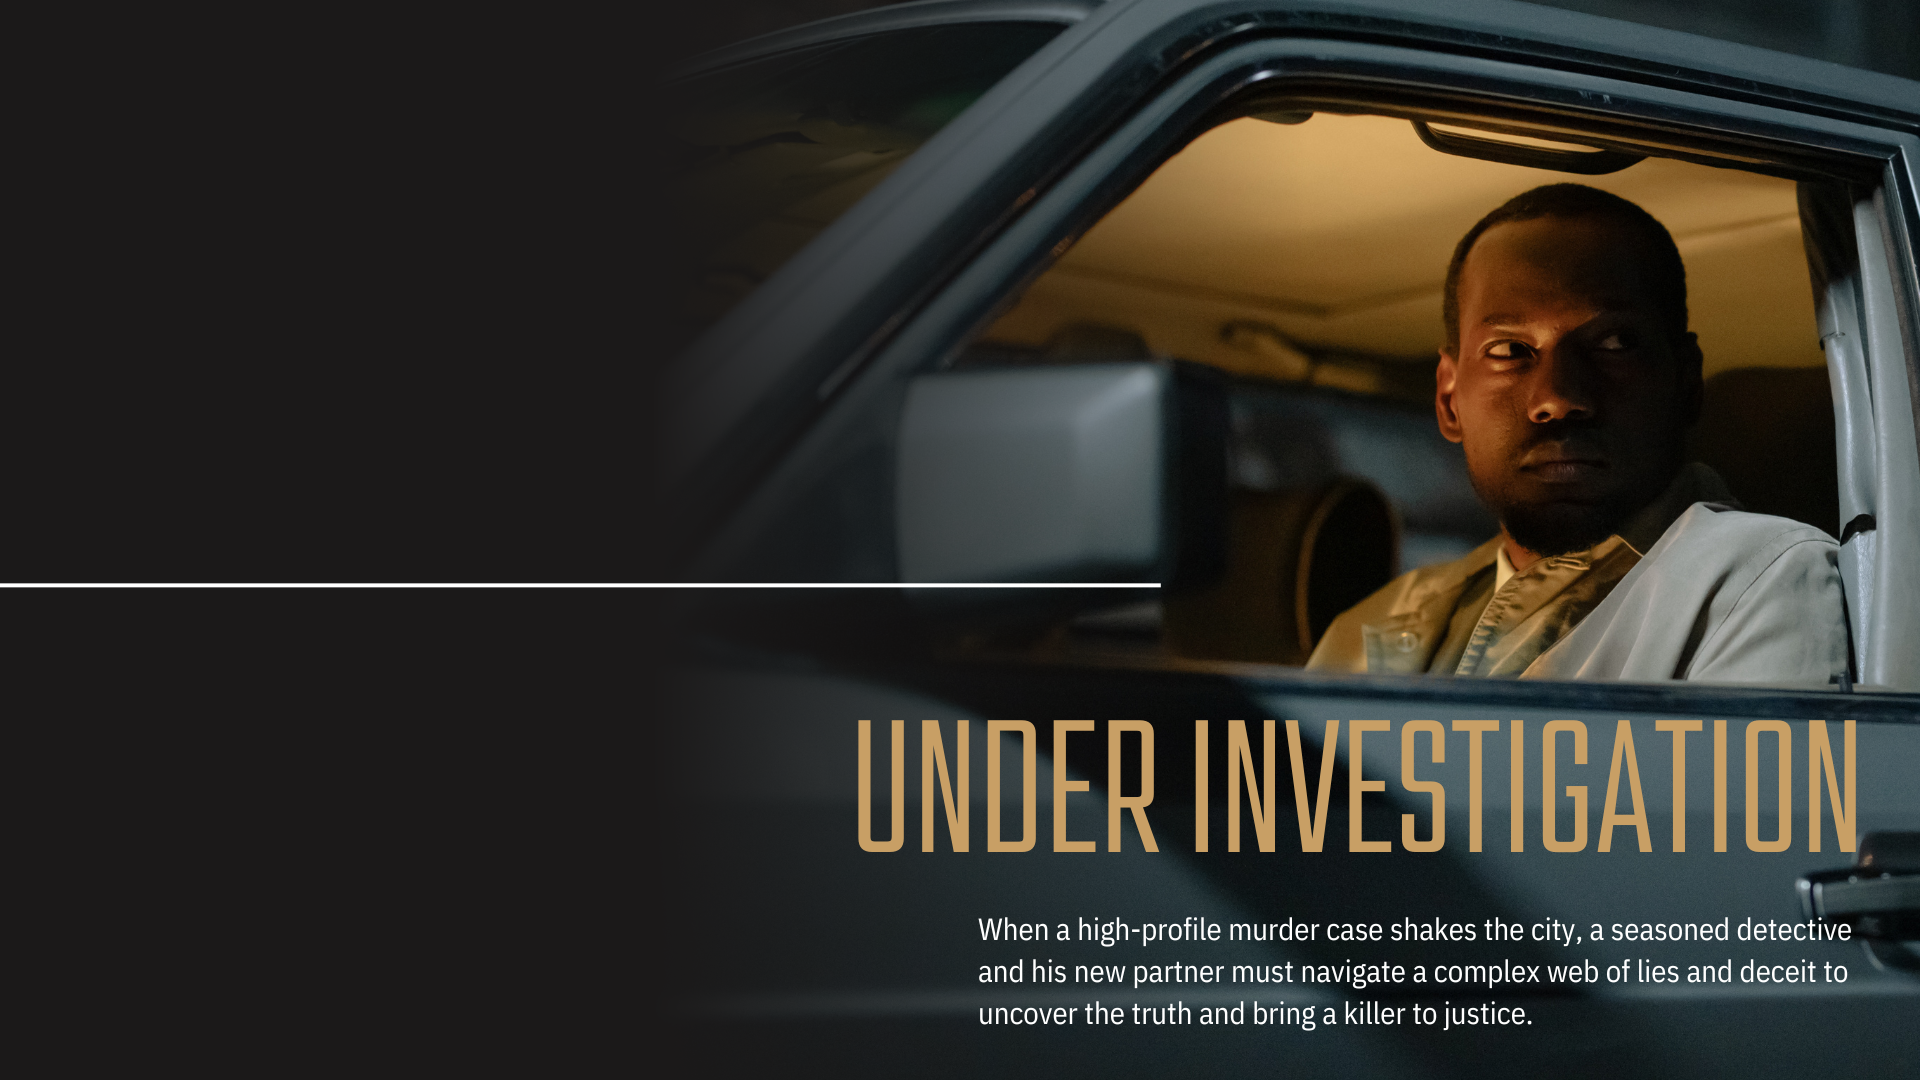 UNDER INVESTIGATION
When a high-profile murder case shakes the city, a seasoned detective
and his new partner must navigate a complex web of lies and deceit to
uncover the truth and bring a killer to justice.